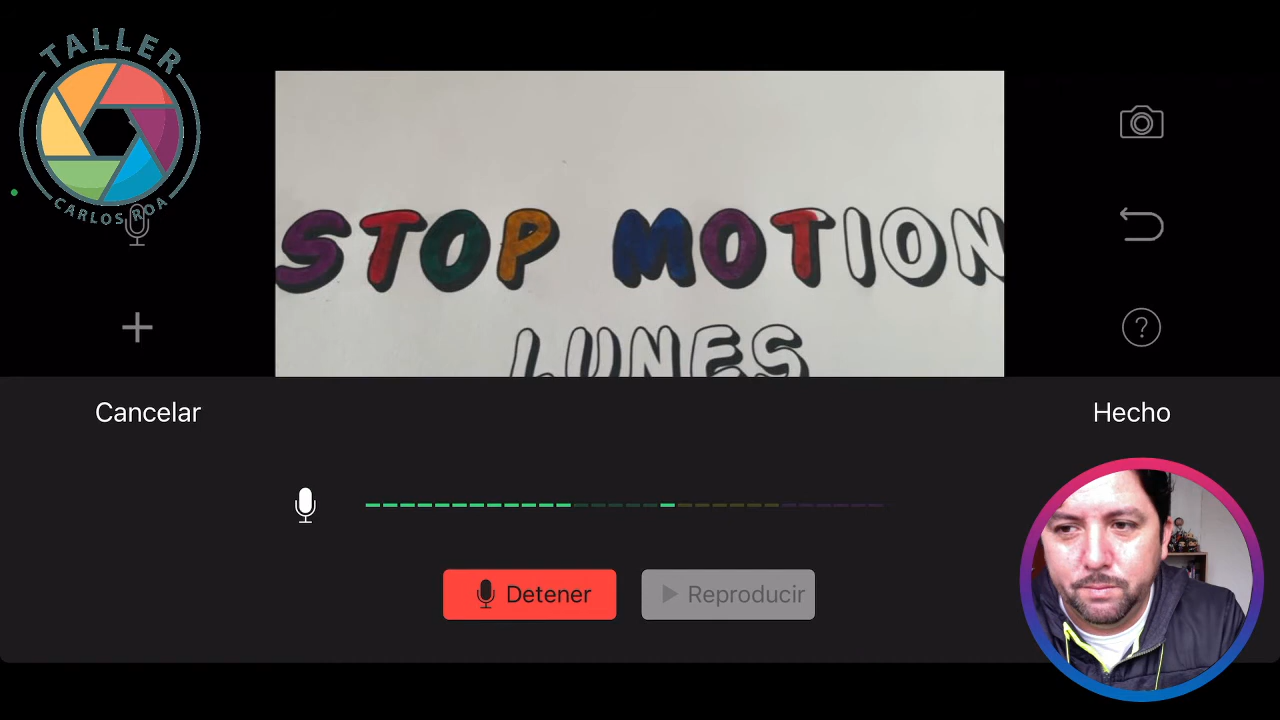 TALLER
CARLOS ROA
STOP MOTION
LUNES
Cancelar
Hecho
Detener
Reproducir